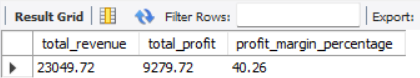 Result Grid Filter Rows: Export:
total_revenue total_profit profit_margin_percentage
23049.72 9279.72 40.26